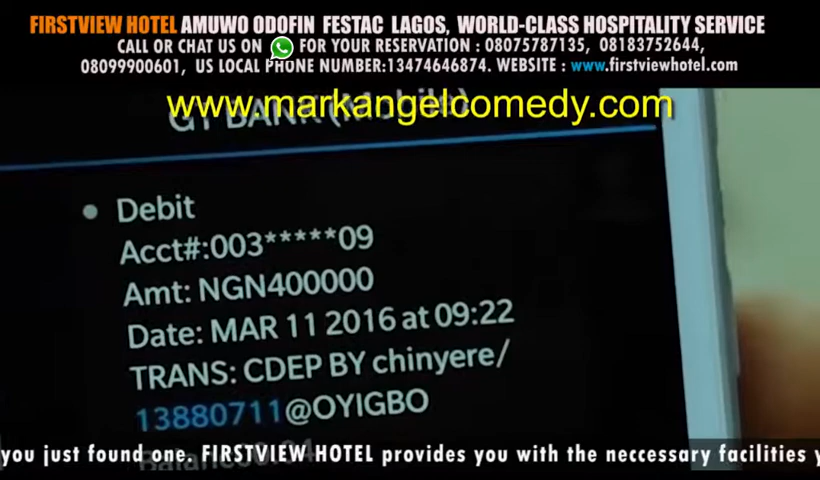 FIRSTVIEW HOTEL AMUWO ODOFIN FESTAC LAGOS, WORLD-CLASS HOSPITALITY SERVICE
CALL OR CHAT US ON FOR YOUR RESERVATION : 08075787135, 08183752644,
08099900601, US LOCAL PHONE NUMBER:13474646874. WEBSITE : www.firstviewhotel.com
www.markangelcomedy.com
GT BANK (Mobile)
Debit
Acct#:003*****09
Amt: NGN400000
Date: MAR 11 2016 at 09:22
TRANS: CDEP BY chinyere/
13880711@OYIGBO
you just found one. FIRSTVIEW HOTEL provides you with the neccessary facilities y